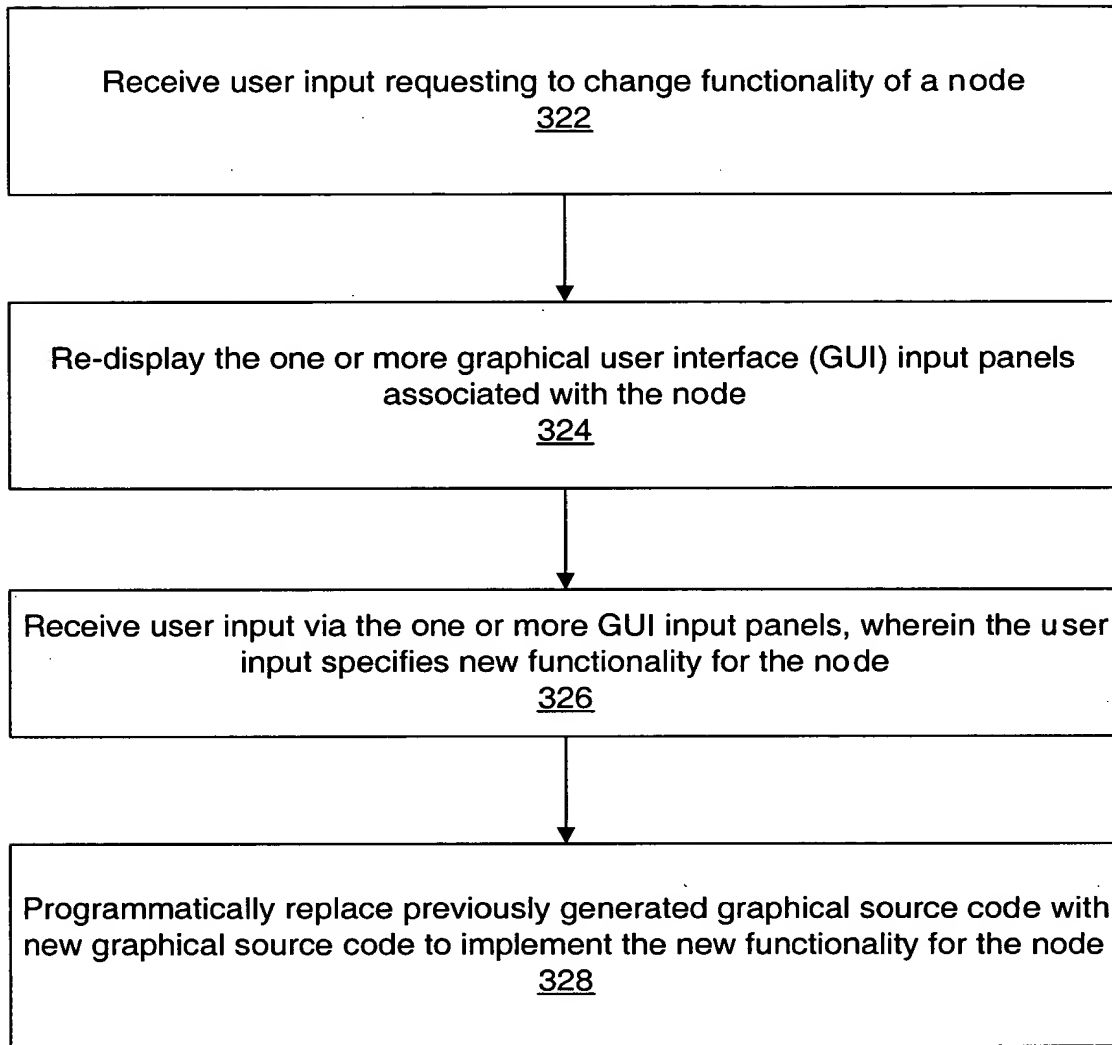 Receive user input requesting to change functionality of a node
322
Re-display the one or more graphical user interface (GUI) input panels
associated with the node
324
Receive user input via the one or more GUI input panels, wherein the user
input specifies new functionality for the node
326
Programmatically replace previously generated graphical source code with
new graphical source code to implement the new functionality for the node
328